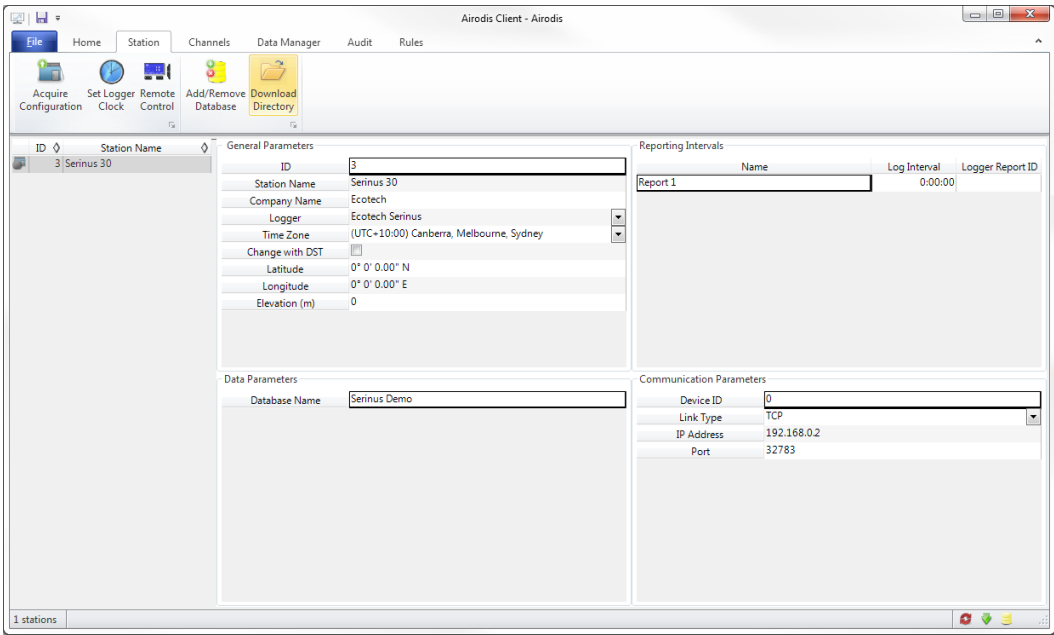 Airodis Client - Airodis
File Home Station Channels Data Manager Audit Rules
Acquire Configuration
Set Logger Clock
Remote Control
Add/Remove Database
Download Directory
ID Station Name
3 Serinus 30
General Parameters
ID 3
Station Name Serinus 30
Company Name Ecotech
Logger Ecotech Serinus
Time Zone (UTC+10:00) Canberra, Melbourne, Sydney
Change with DST
Latitude 0° 0' 0.00" N
Longitude 0° 0' 0.00" E
Elevation (m) 0
Reporting Intervals
Name Log Interval Logger Report ID
Report 1 0:00:00
Data Parameters
Database Name Serinus Demo
Communication Parameters
Device ID 0
Link Type TCP
IP Address 192.168.0.2
Port 32783
1 stations